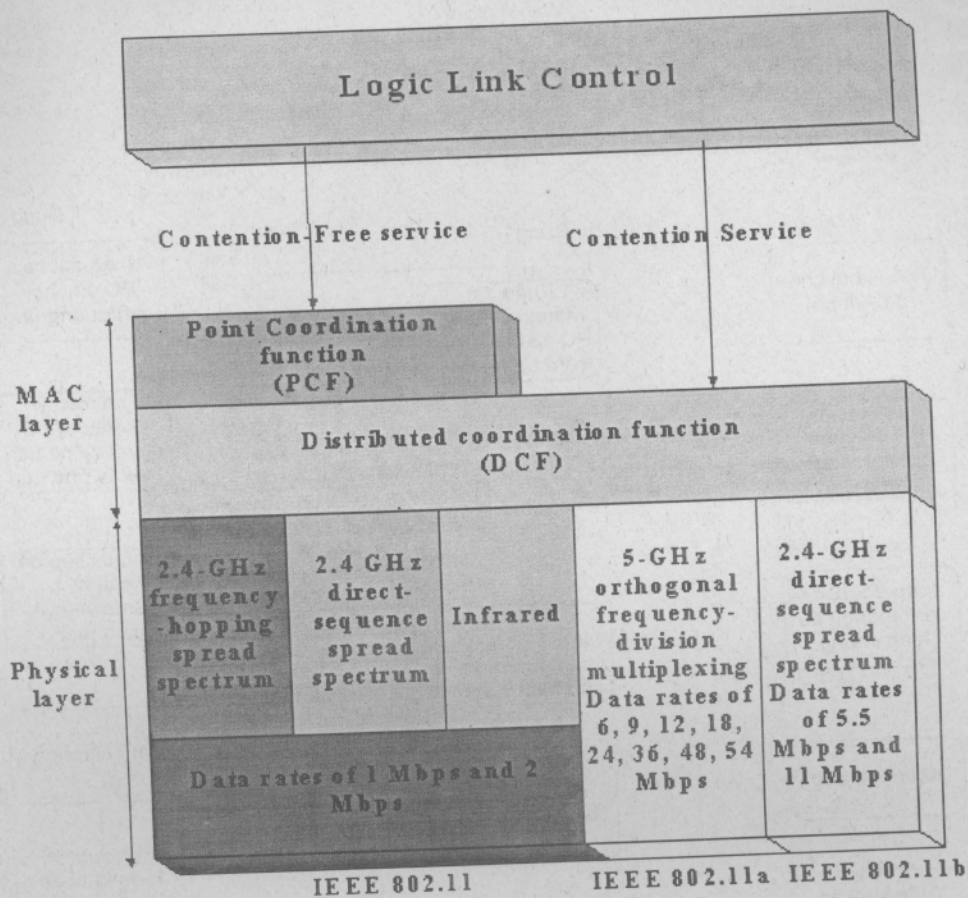 Logic Link Control
Contention-Free service
Contention Service
Point Coordination
function
(PCF)
MAC
layer
Distributed coordination function
(DCF)
Physical
layer
2.4-GHz
frequency
-hopping
spread
spectrum
2.4 GHz
direct-
sequence
spread
spectrum
Infrared
5-GHz
orthogonal
frequency-
division
multiplexing
Data rates of
6, 9, 12, 18,
24, 36, 48, 54
Mbps
2.4-GHz
direct-
sequence
spread
spectrum
Data rates
of 5.5
Mbps and
11 Mbps
Data rates of 1 Mbps and 2
Mbps
IEEE 802.11
IEEE 802.11a
IEEE 802.11b